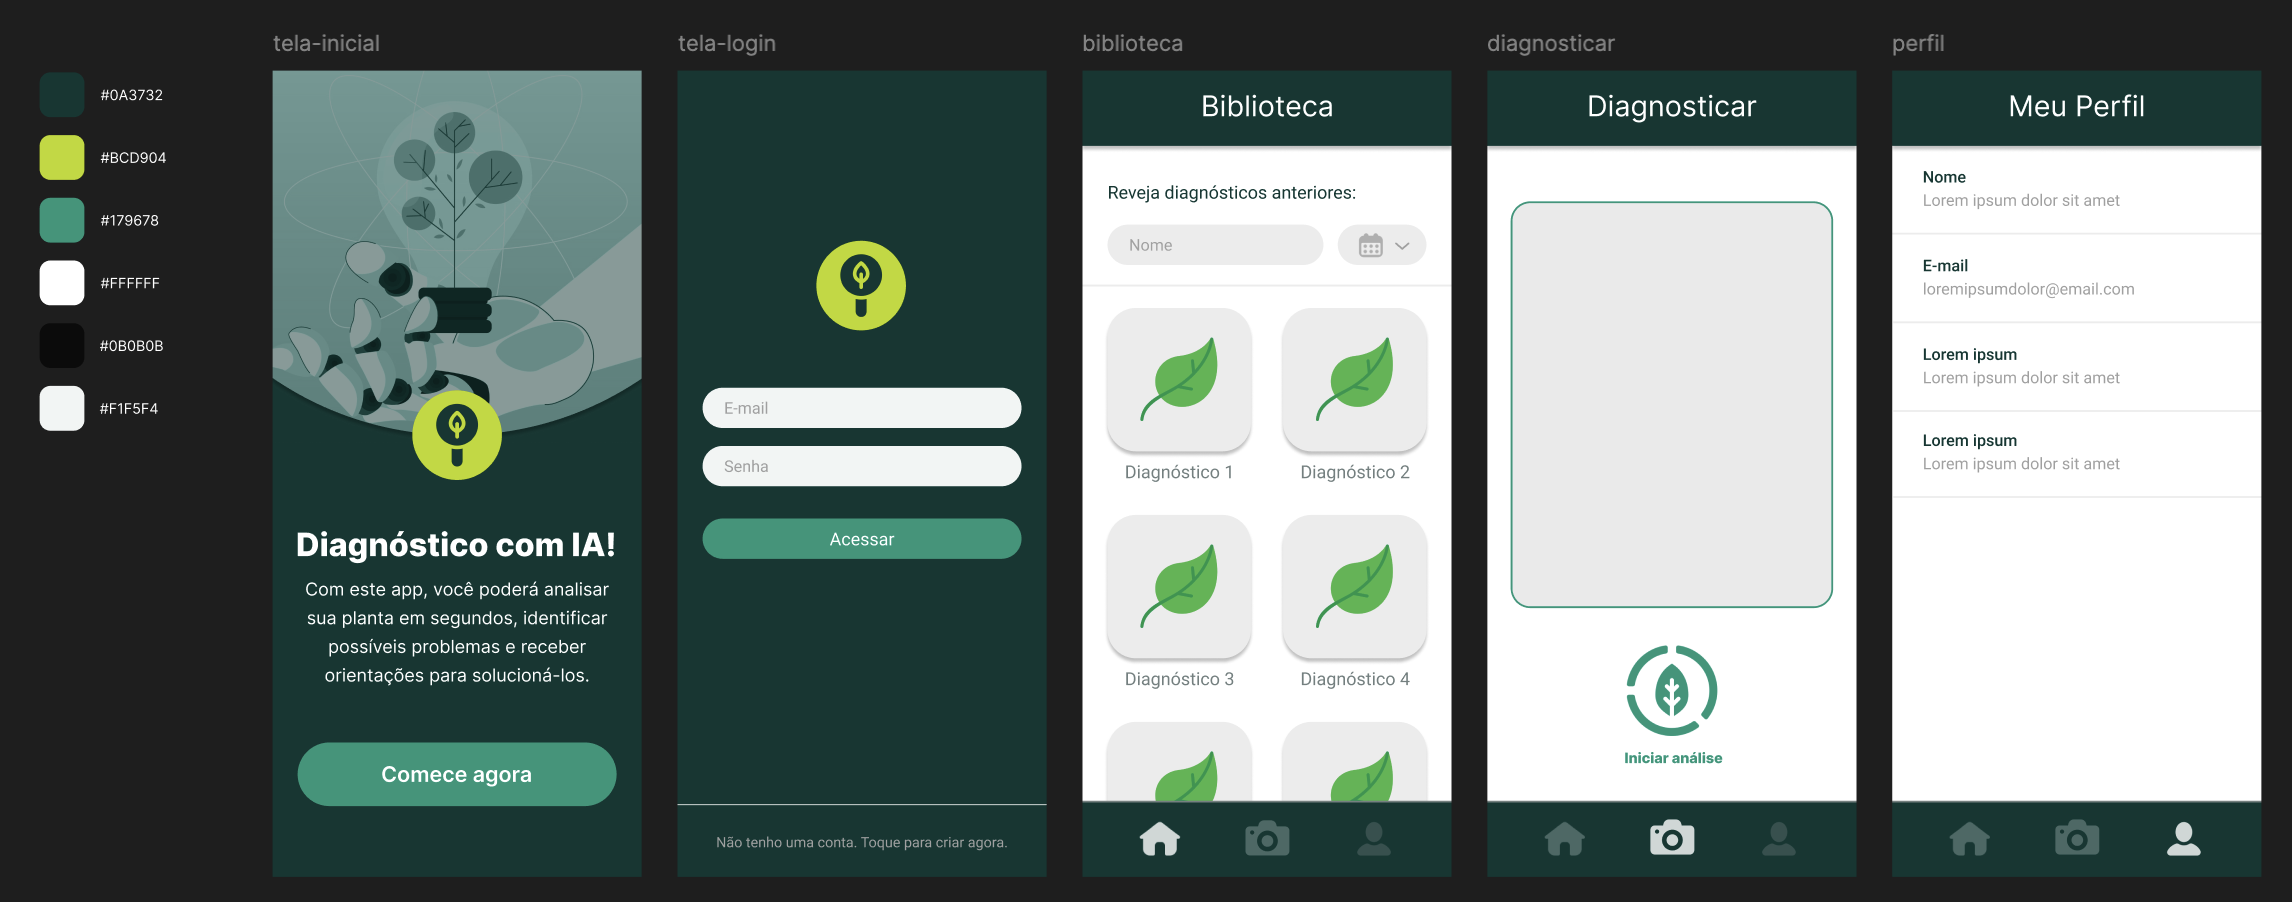 #0A3732
#BCD904
#179678
#FFFFFF
#0B0B0B
#F1F5F4
tela-inicial
Diagnóstico com IA!
Com este app, você poderá analisar
sua planta em segundos, identificar
possíveis problemas e receber
orientações para solucioná-los.
Comece agora
tela-login
E-mail
Senha
Acessar
Não tenho uma conta. Toque para criar agora.
biblioteca
Biblioteca
Reveja diagnósticos anteriores:
Nome
Diagnóstico 1
Diagnóstico 2
Diagnóstico 3
Diagnóstico 4
diagnosticar
Diagnosticar
Iniciar análise
perfil
Meu Perfil
Nome
Lorem ipsum dolor sit amet
E-mail
loremipsumdolor@email.com
Lorem ipsum
Lorem ipsum dolor sit amet
Lorem ipsum
Lorem ipsum dolor sit amet